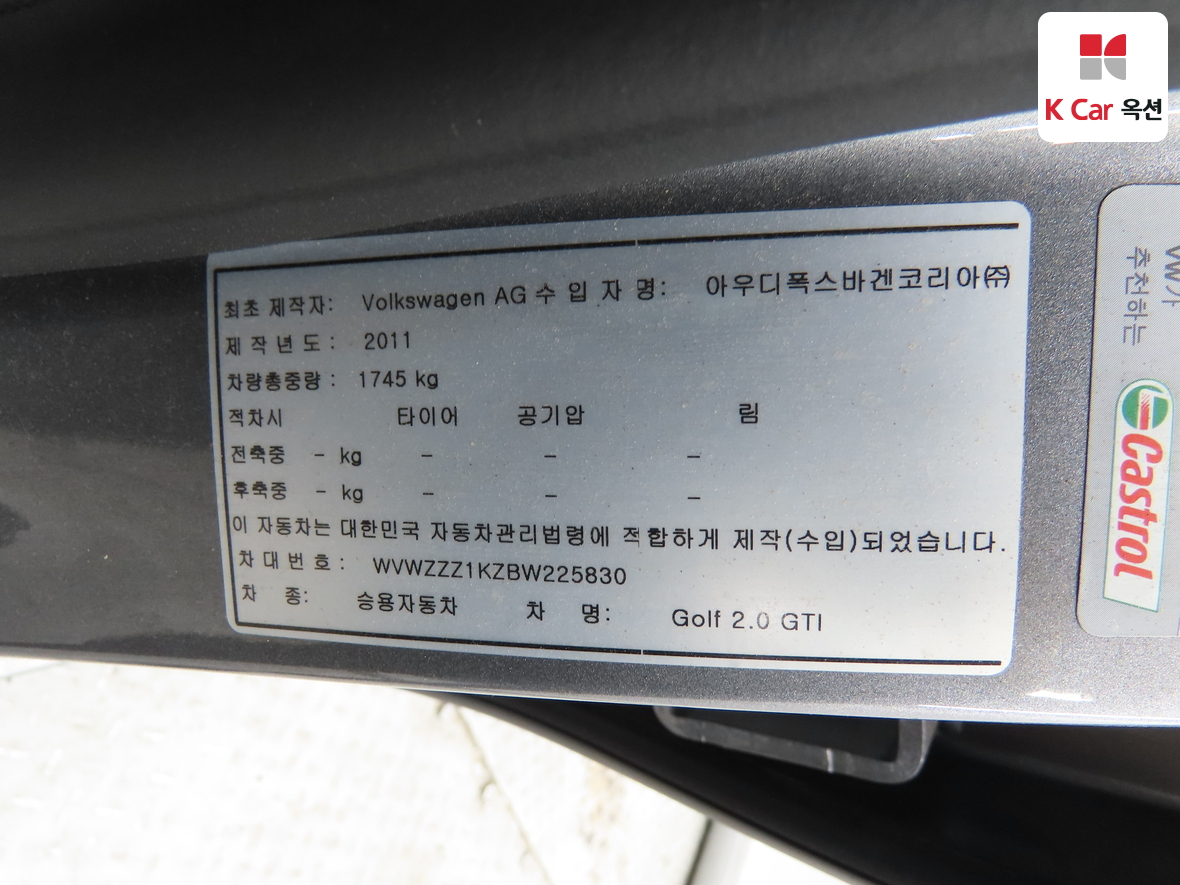 K Car 옥션
최초 제작자: Volkswagen AG 수 입 자 명: 아우디폭스바겐코리아㈜
제 작 년 도 : 2011
차량총중량 : 1745 kg
적차시 타이어 공기압 림
전축중 - kg - - -
후축중 - kg - - -
이 자동차는 대한민국 자동차관리법령에 적합하게 제작(수입)되었습니다.
차 대 번 호 : WVWZZZ1KZBW225830
차 종: 승용자동차 차 명: Golf 2.0 GTI
VW가
추천하는
Castrol